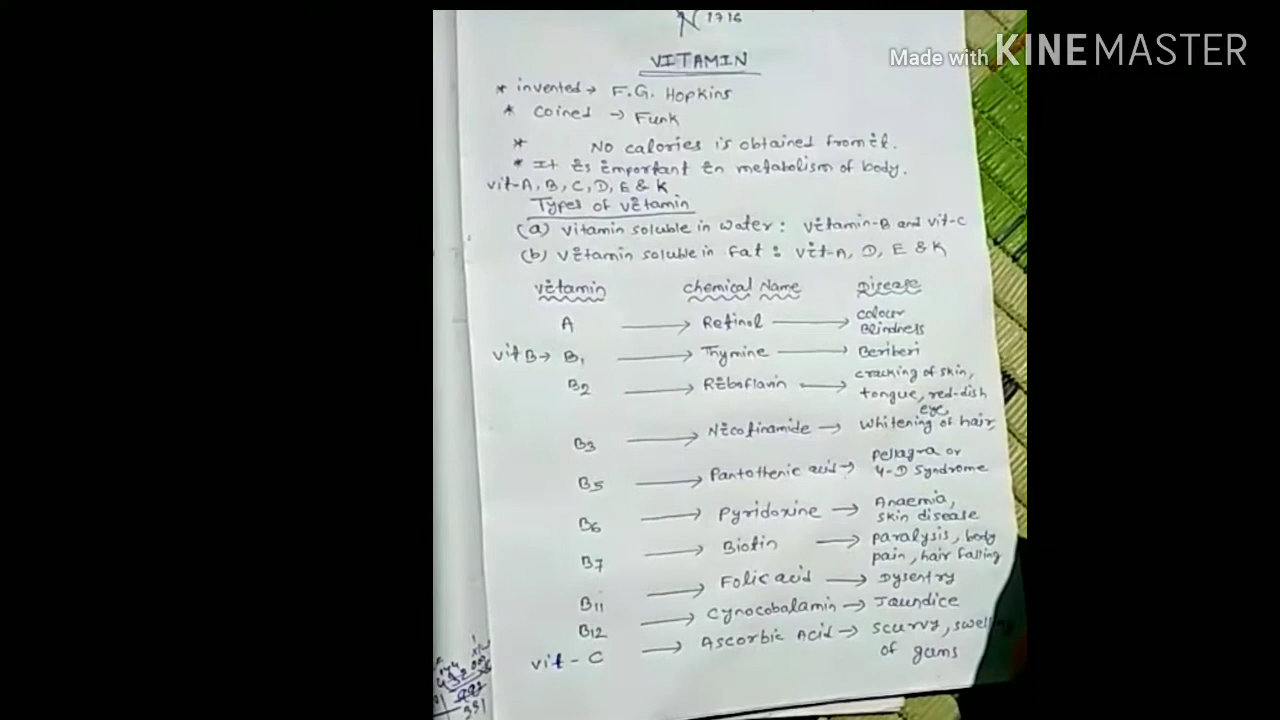 N 1716
Made with KINEMASTER
VITAMIN
* invented → F.G. Hopkins
* Coined → Funk
* No calories is obtained from it.
* It is important in metabolism of body.
vit-A, B, C, D, E & K
Types of vitamin
(a) vitamin soluble in water: vitamin-B and vit-C
(b) vitamin soluble in fat: vit-A, D, E & K
vitamin chemical Name Disease
A → Retinol → colour
Blindness
vit B → B1 → Thymine → Beriberi
B2 → Riboflavin → cracking of skin,
tongue, red-dish
eye
B3 → Nicotinamide → whitening of hair,
B5 → Pantothenic acid → pellagra or
4-D syndrome
B6 → Pyridoxine → Anaemia,
skin disease
B7 → Biotin → paralysis, body
pain, hair falling
B11 → Folic acid → Dysentry
B12 → Cynocobalamin → Jaundice
vit - C → Ascorbic Acid → scurvy, swelling
of gums
331